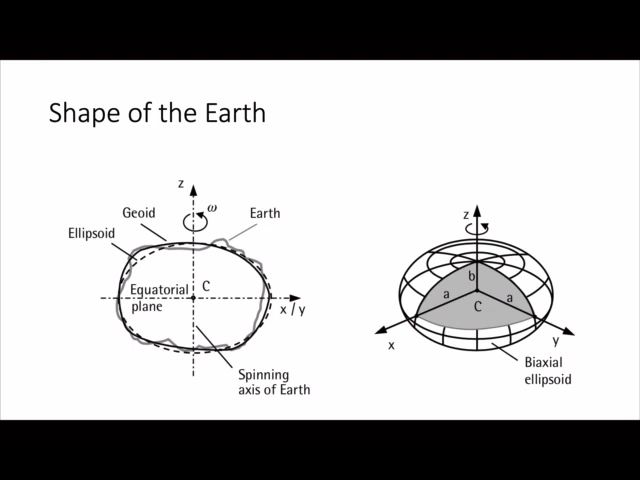 Shape of the Earth
z
ω
Geoid
Earth
Ellipsoid
Equatorial
plane
C
x / y
Spinning
axis of Earth
z
b
a
a
C
x
y
Biaxial
ellipsoid